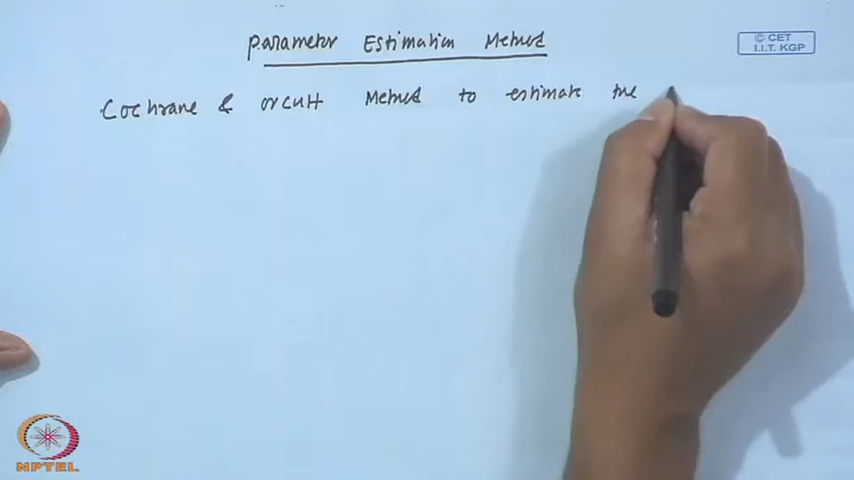 Parameter Estimation Method
© CET
I.I.T. KGP
Cochrane & orcutt Method to estimate the
NPTEL